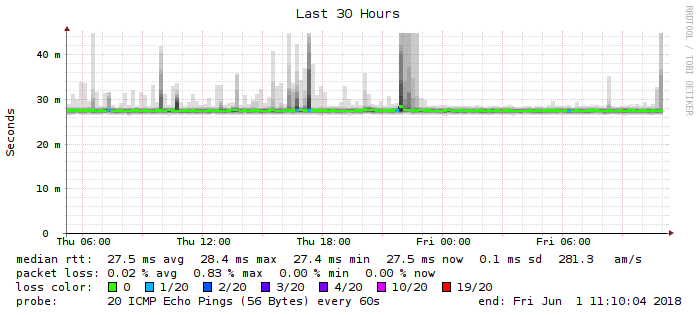 Last 30 Hours
RRDTOOL / TOBI OETIKER
Seconds
40 m
30 m
20 m
10 m
0
Thu 06:00 Thu 12:00 Thu 18:00 Fri 00:00 Fri 06:00
median rtt: 27.5 ms avg 28.4 ms max 27.4 ms min 27.5 ms now 0.1 ms sd 281.3 am/s
packet loss: 0.02 % avg 0.83 % max 0.00 % min 0.00 % now
loss color: 0 1/20 2/20 3/20 4/20 10/20 19/20
probe: 20 ICMP Echo Pings (56 Bytes) every 60s end: Fri Jun 1 11:10:04 2018